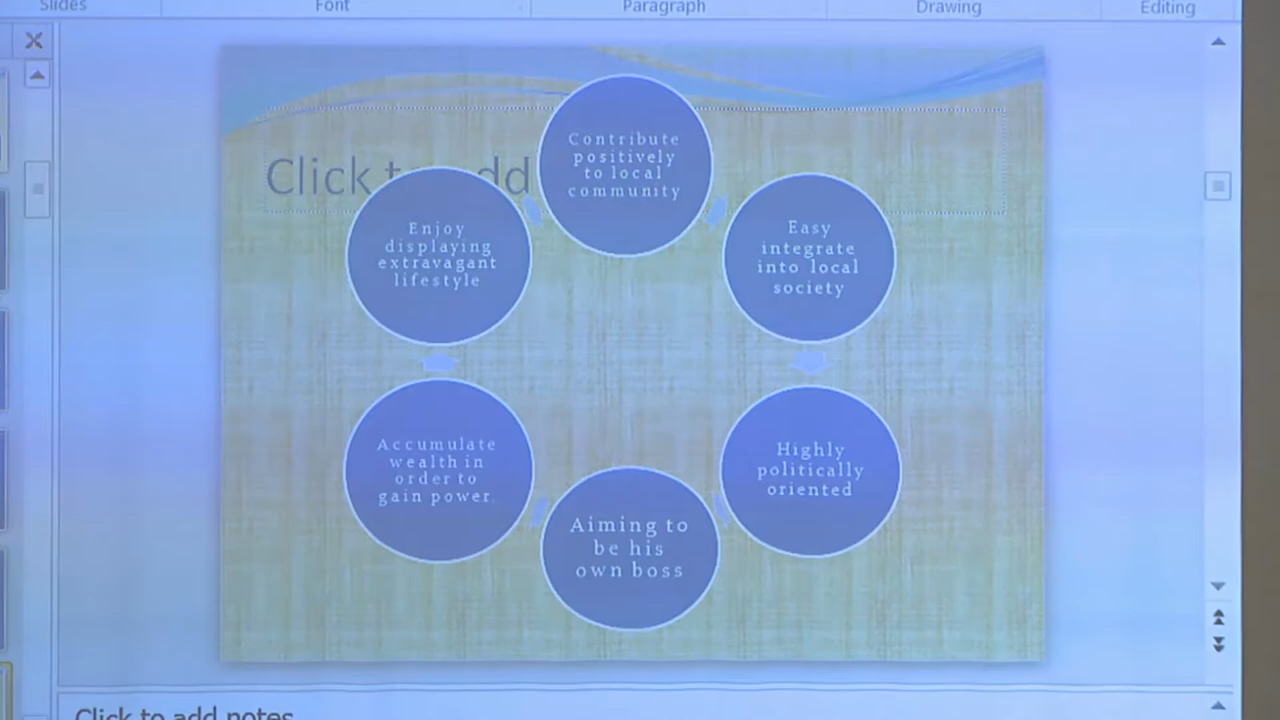 Slides
Font
Paragraph
Drawing
Editing
Click to add
Contribute
positively
to local
community
Easy
integrate
into local
society
Highly
politically
oriented
Aiming to
be his
own boss
Accumulate
wealth in
order to
gain power.
Enjoy
displaying
extravagant
lifestyle
Click to add notes